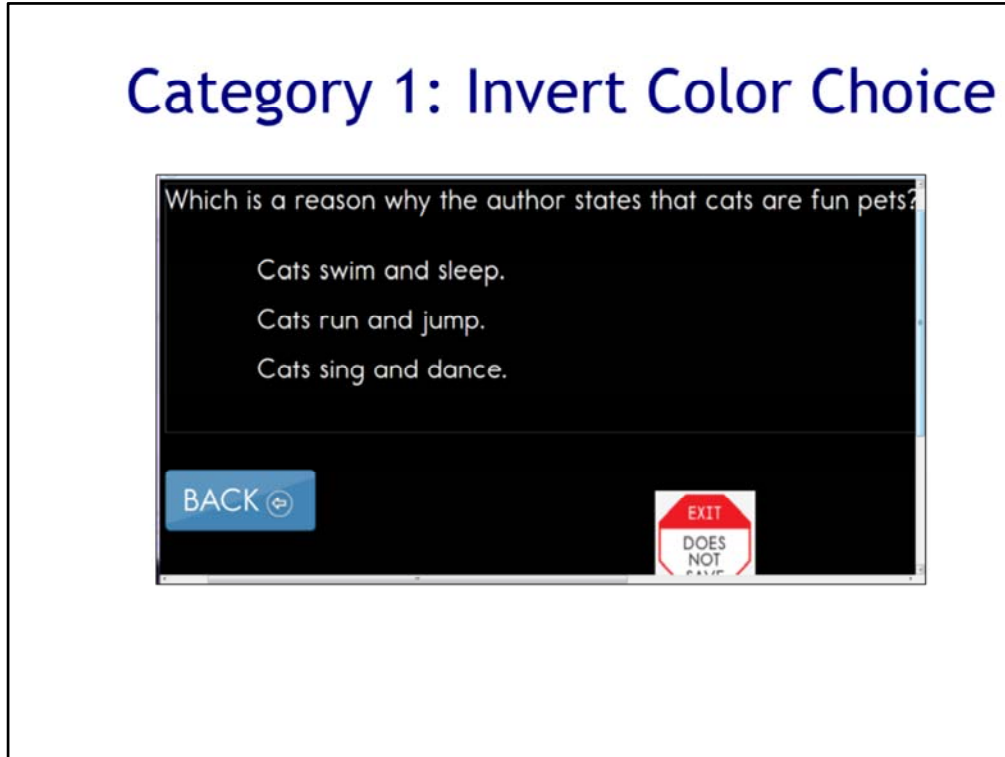 Category 1: Invert Color Choice
Which is a reason why the author states that cats are fun pets?
Cats swim and sleep.
Cats run and jump.
Cats sing and dance.
BACK
EXIT
DOES
NOT